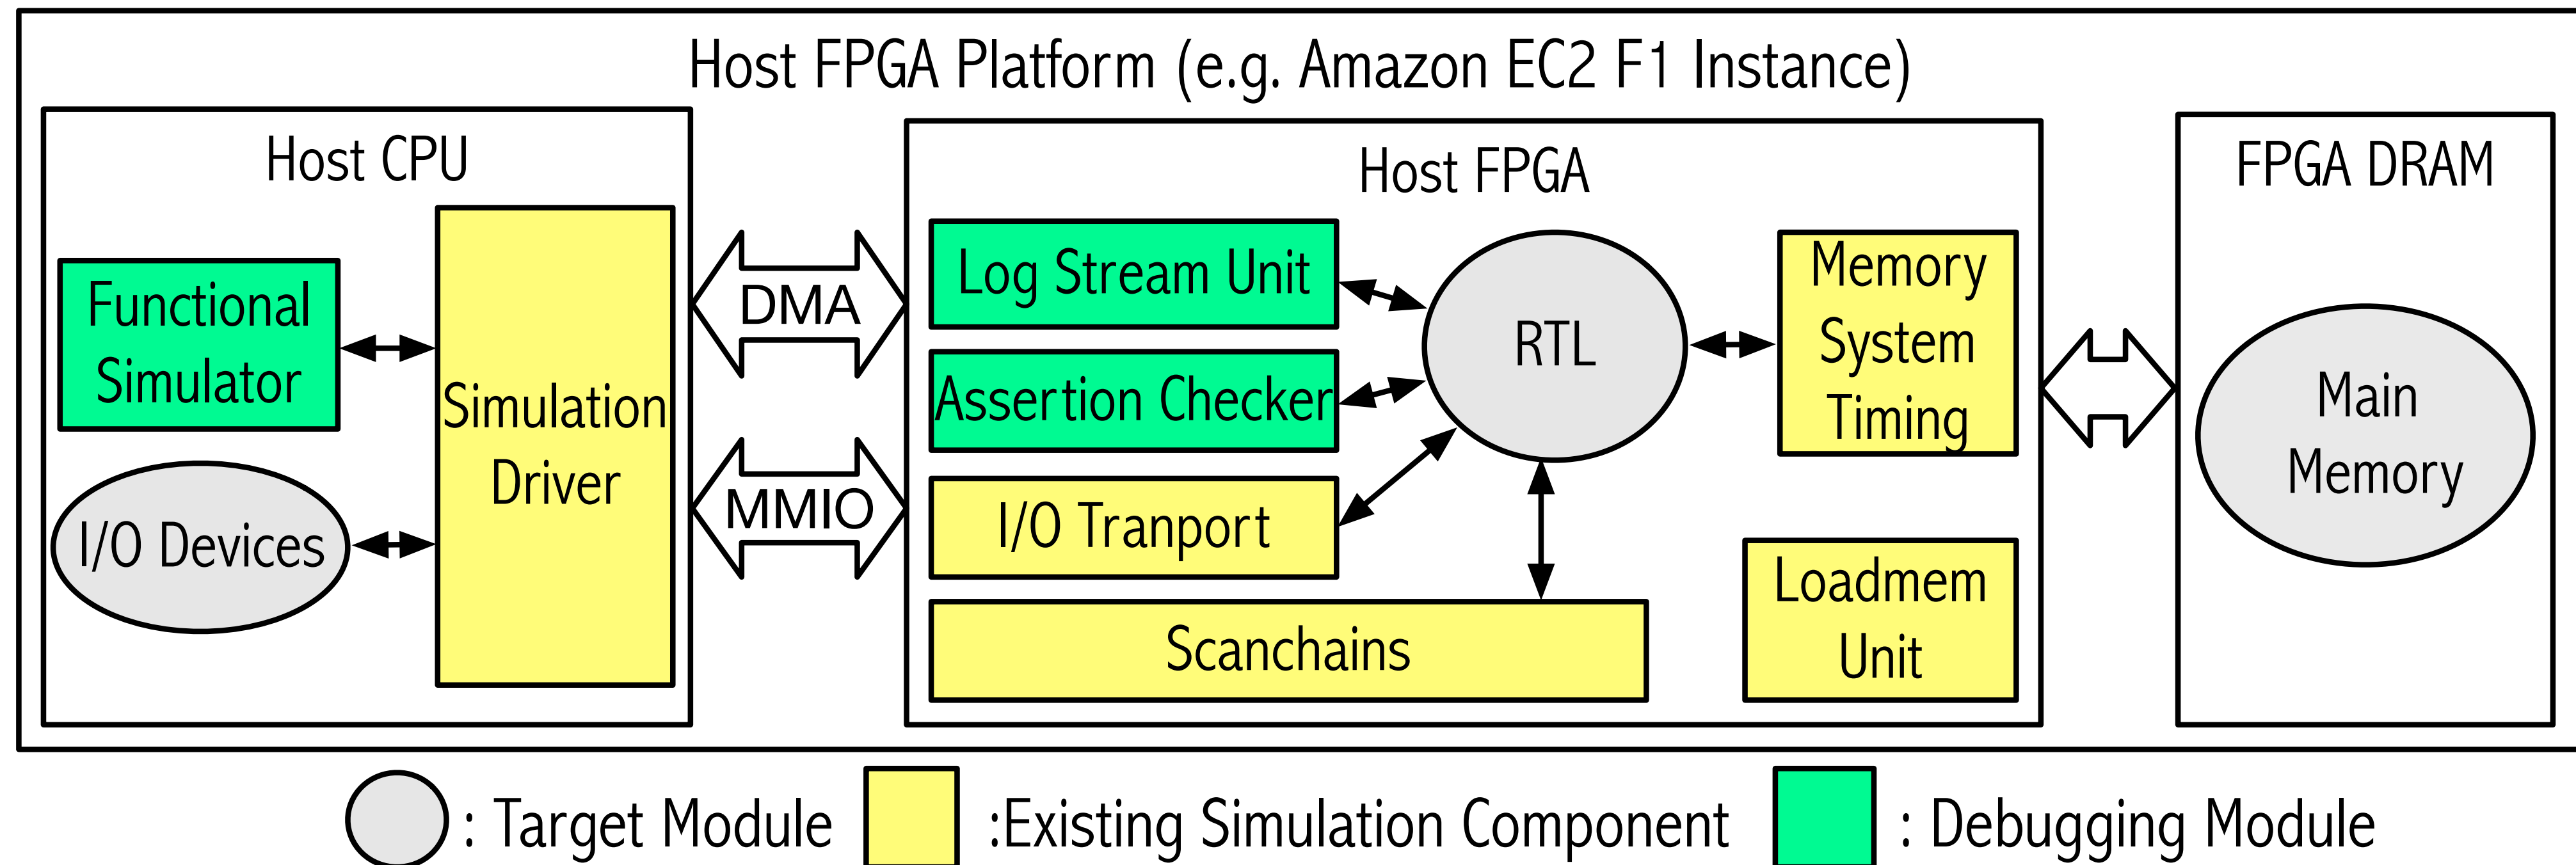 Host FPGA Platform (e.g. Amazon EC2 F1 Instance)
Host CPU
Functional
Simulator
I/O Devices
Simulation
Driver
DMA
MMIO
Host FPGA
Log Stream Unit
Assertion Checker
I/O Tranport
Scanchains
RTL
Memory
System
Timing
Loadmem
Unit
FPGA DRAM
Main
Memory
: Target Module
:Existing Simulation Component
: Debugging Module